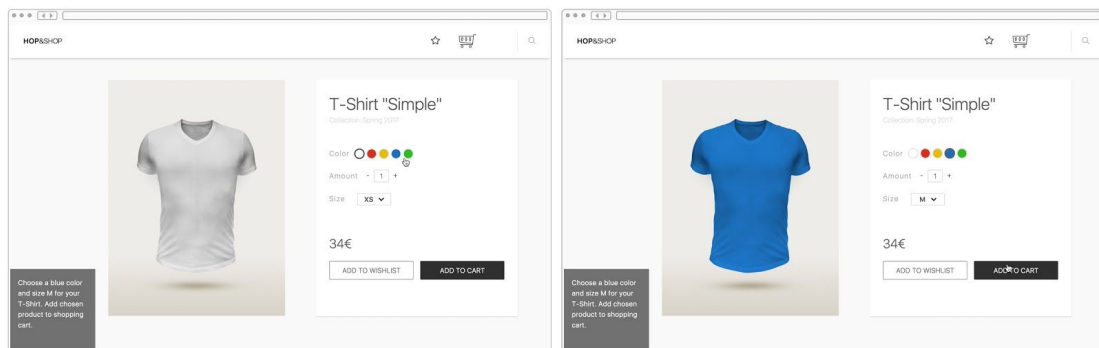 HOP&SHOP
T-Shirt "Simple"
Collection: Spring 2017
Color
Amount - 1 +
Size XS
34€
ADD TO WISHLIST ADD TO CART
Choose a blue color
and size M for your
T-Shirt. Add chosen
product to shopping
cart.
HOP&SHOP
T-Shirt "Simple"
Collection: Spring 2017
Color
Amount - 1 +
Size M
34€
ADD TO WISHLIST ADD TO CART
Choose a blue color
and size M for your
T-Shirt. Add chosen
product to shopping
cart.